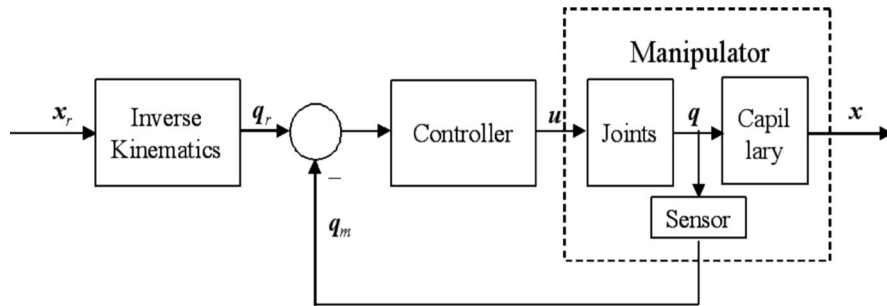 Manipulator
x_r
Inverse
Kinematics
q_r
Controller
u
Joints
q
Capil
lary
x
−
q_m
Sensor